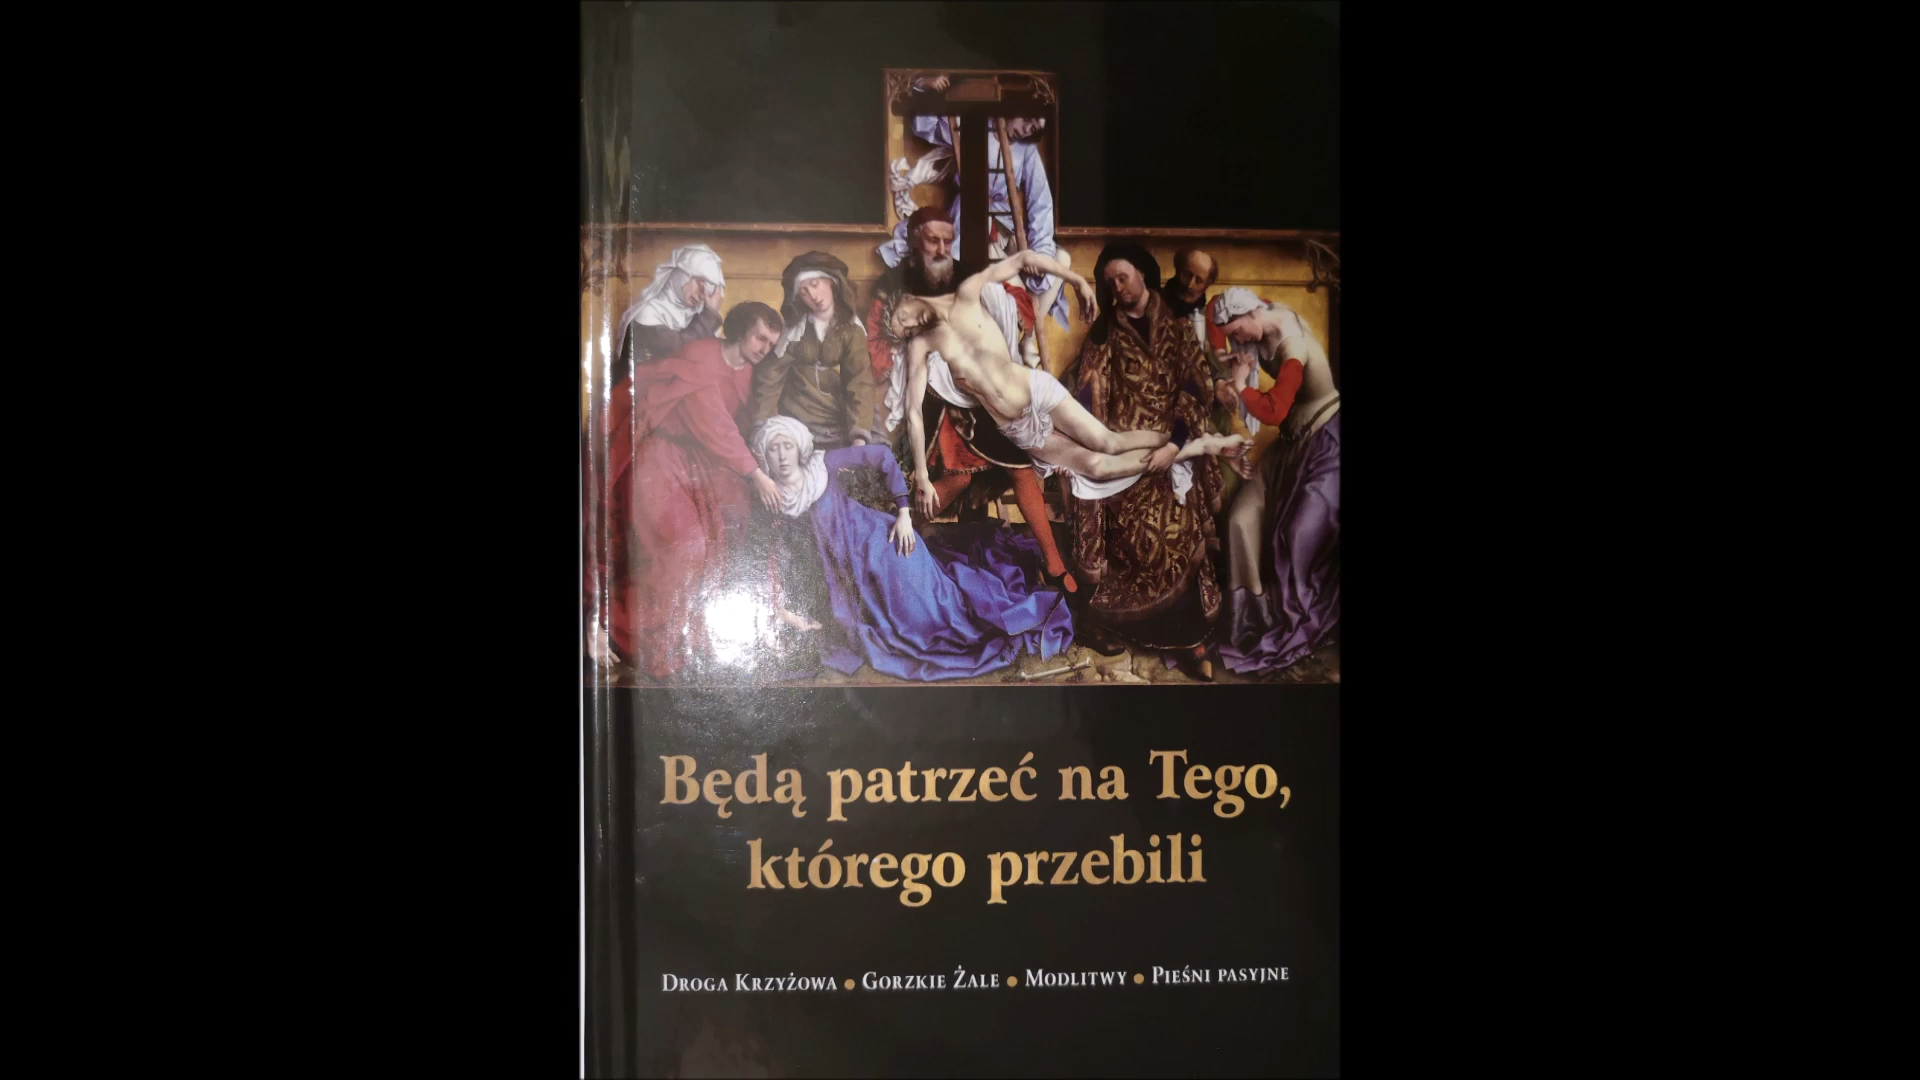 Będą patrzeć na Tego,
którego przebili
Droga Krzyżowa • Gorzkie Żale • Modlitwy • Pieśni pasyjne